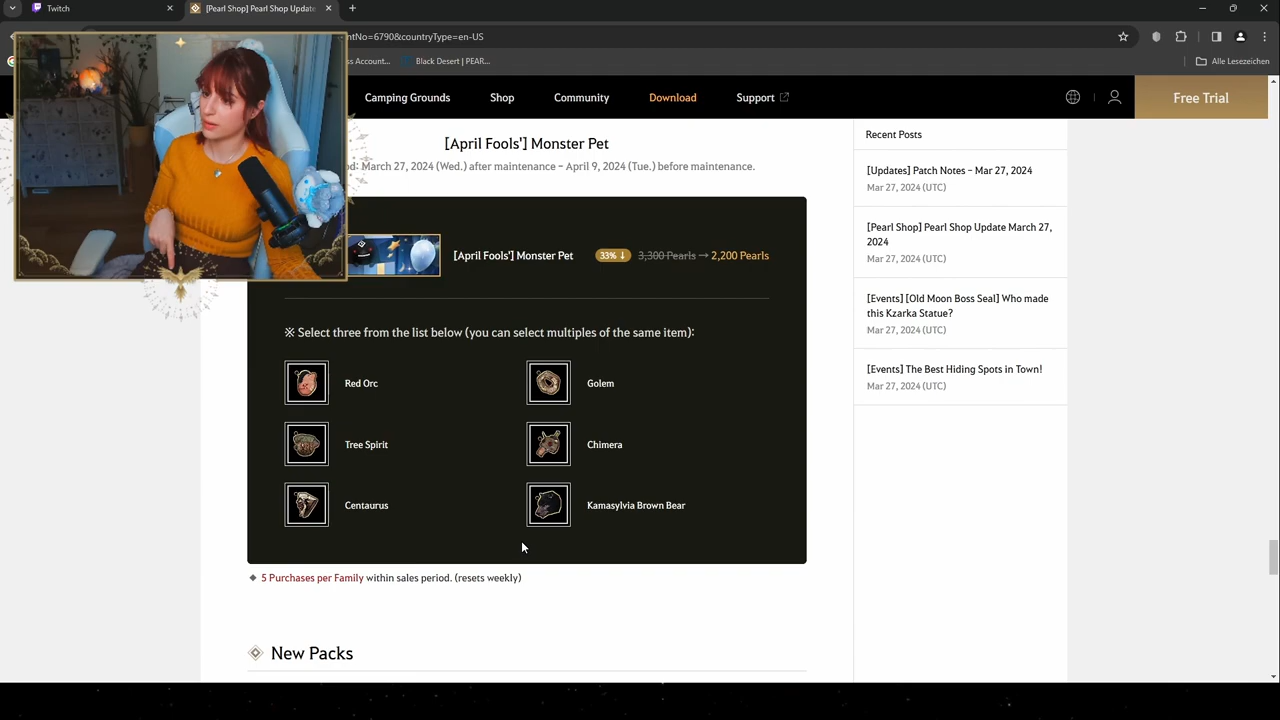 Twitch
[Pearl Shop] Pearl Shop Update
ntNo=6790&countryType=en-US
ss Account...
Black Desert | PEAR...
Alle Lesezeichen
Camping Grounds
Shop
Community
Download
Support
Free Trial
[April Fools'] Monster Pet
d: March 27, 2024 (Wed.) after maintenance – April 9, 2024 (Tue.) before maintenance.
[April Fools'] Monster Pet
33% ↓
3,300 Pearls → 2,200 Pearls
※ Select three from the list below (you can select multiples of the same item):
Red Orc
Golem
Tree Spirit
Chimera
Centaurus
Kamasylvia Brown Bear
◆ 5 Purchases per Family within sales period. (resets weekly)
New Packs
Recent Posts
[Updates] Patch Notes – Mar 27, 2024
Mar 27, 2024 (UTC)
[Pearl Shop] Pearl Shop Update March 27,
2024
Mar 27, 2024 (UTC)
[Events] [Old Moon Boss Seal] Who made
this Kzarka Statue?
Mar 27, 2024 (UTC)
[Events] The Best Hiding Spots in Town!
Mar 27, 2024 (UTC)